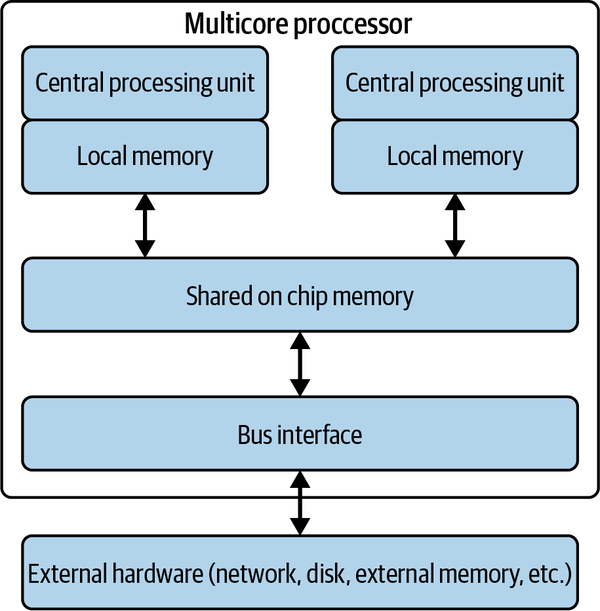 Multicore proccessor
Central processing unit
Central processing unit
Local memory
Local memory
Shared on chip memory
Bus interface
External hardware (network, disk, external memory, etc.)